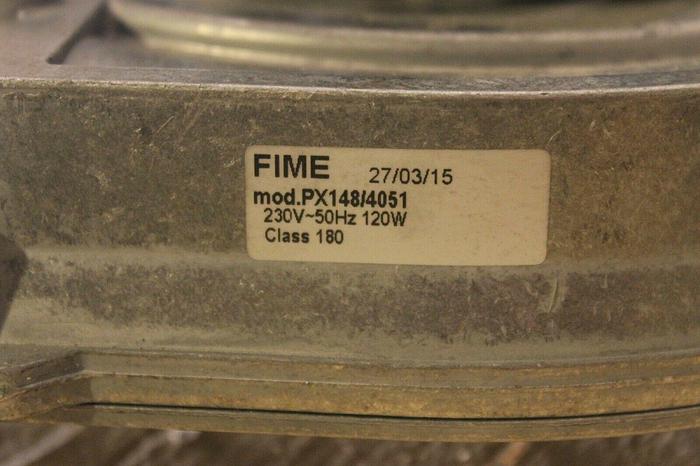 FIME 27/03/15
mod.PX148/4051
230V~50Hz 120W
Class 180